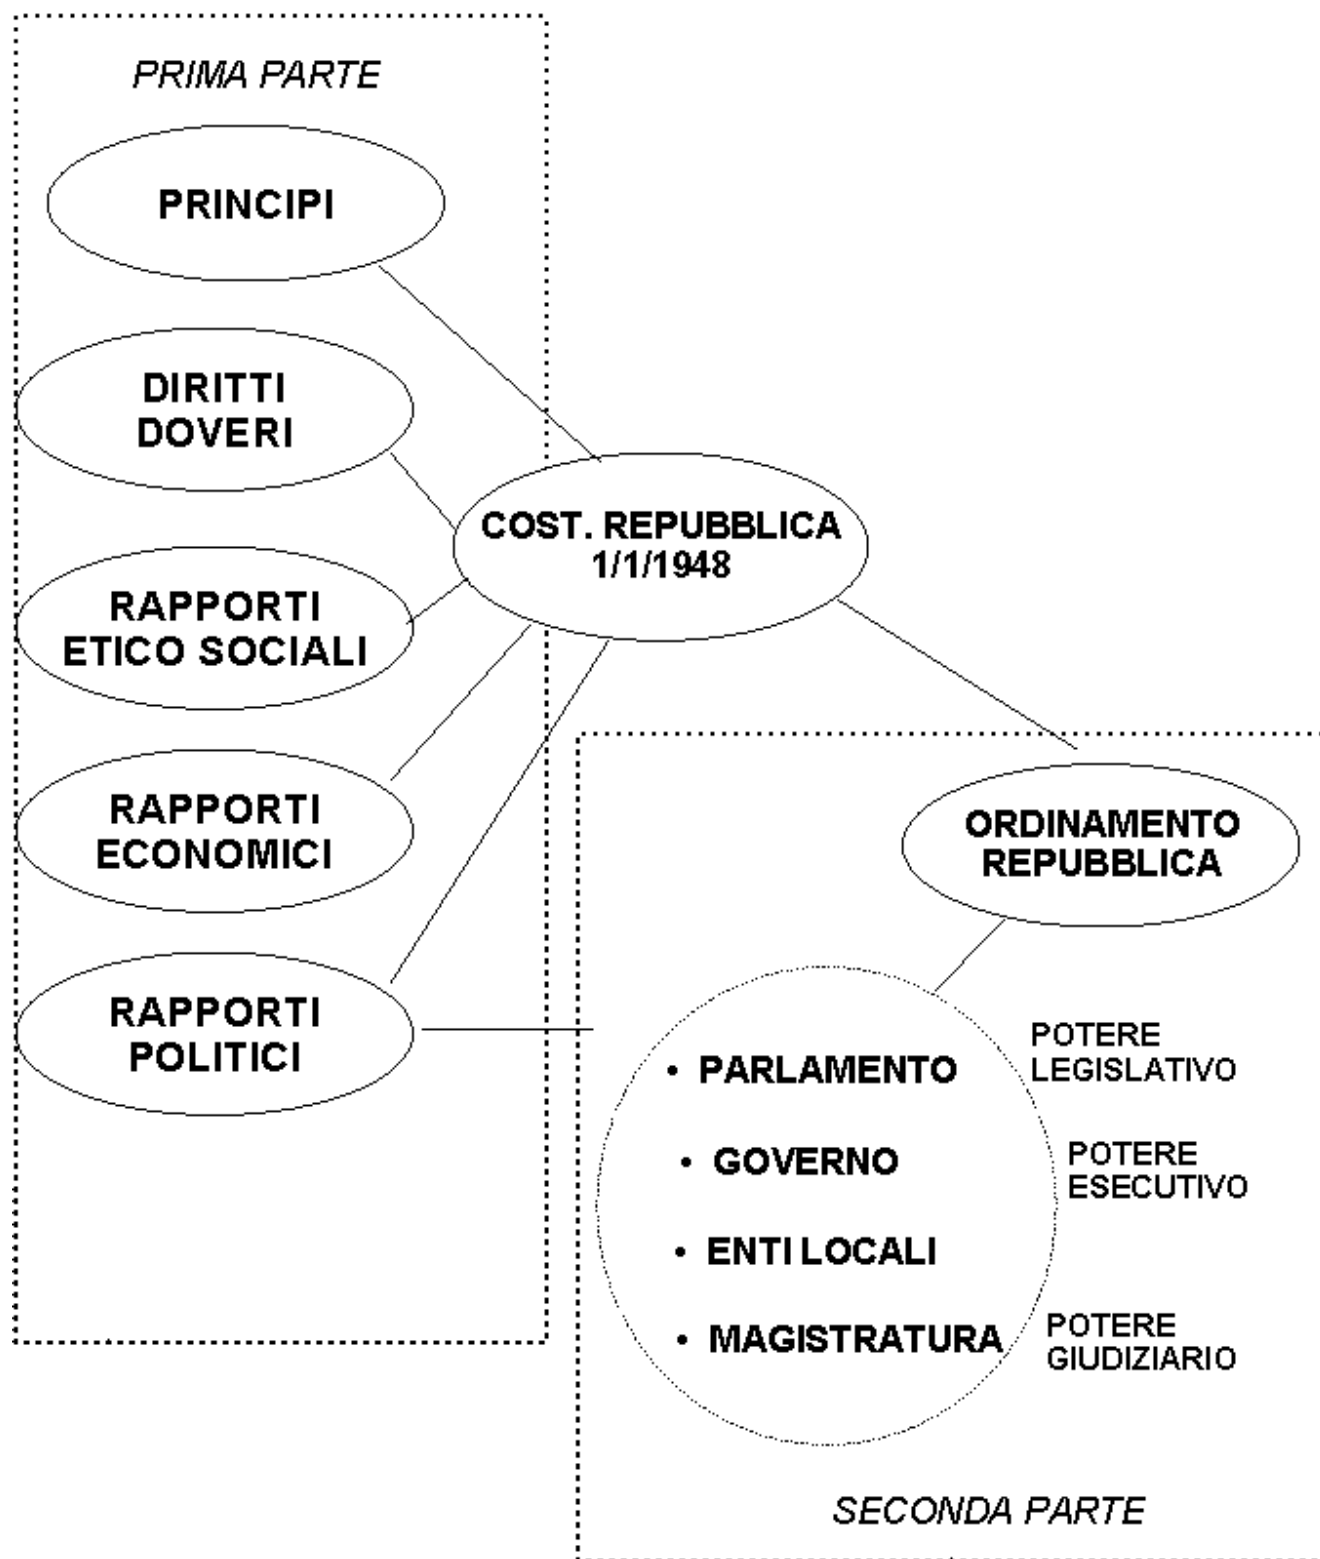 PRIMA PARTE
PRINCIPI
DIRITTI
DOVERI
RAPPORTI
ETICO SOCIALI
RAPPORTI
ECONOMICI
RAPPORTI
POLITICI
COST. REPUBBLICA
1/1/1948
ORDINAMENTO
REPUBBLICA
• PARLAMENTO
POTERE
LEGISLATIVO
• GOVERNO
POTERE
ESECUTIVO
• ENTI LOCALI
• MAGISTRATURA
POTERE
GIUDIZIARIO
SECONDA PARTE